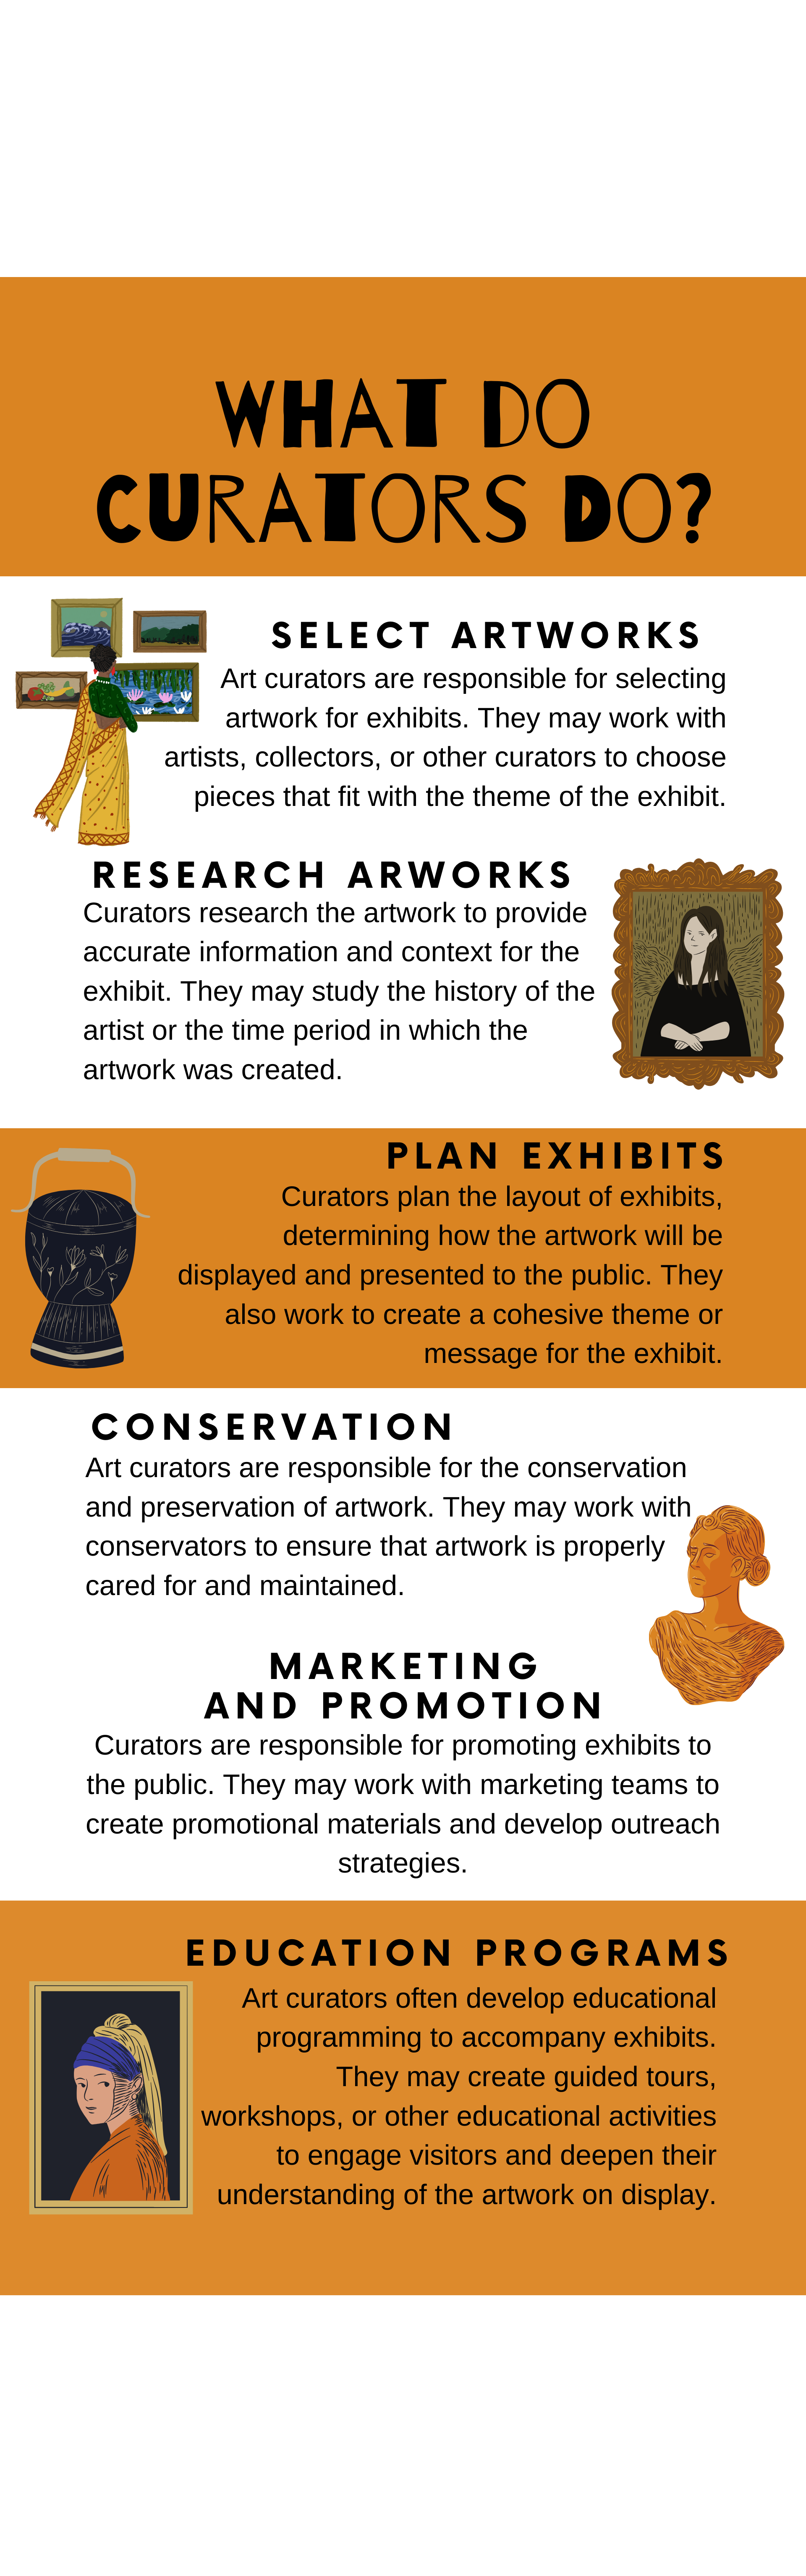 WHAT DO
CURATORS DO?
SELECT ARTWORKS
Art curators are responsible for selecting
artwork for exhibits. They may work with
artists, collectors, or other curators to choose
pieces that fit with the theme of the exhibit.
RESEARCH ARWORKS
Curators research the artwork to provide
accurate information and context for the
exhibit. They may study the history of the
artist or the time period in which the
artwork was created.
PLAN EXHIBITS
Curators plan the layout of exhibits,
determining how the artwork will be
displayed and presented to the public. They
also work to create a cohesive theme or
message for the exhibit.
CONSERVATION
Art curators are responsible for the conservation
and preservation of artwork. They may work with
conservators to ensure that artwork is properly
cared for and maintained.
MARKETING
AND PROMOTION
Curators are responsible for promoting exhibits to
the public. They may work with marketing teams to
create promotional materials and develop outreach
strategies.
EDUCATION PROGRAMS
Art curators often develop educational
programming to accompany exhibits.
They may create guided tours,
workshops, or other educational activities
to engage visitors and deepen their
understanding of the artwork on display.